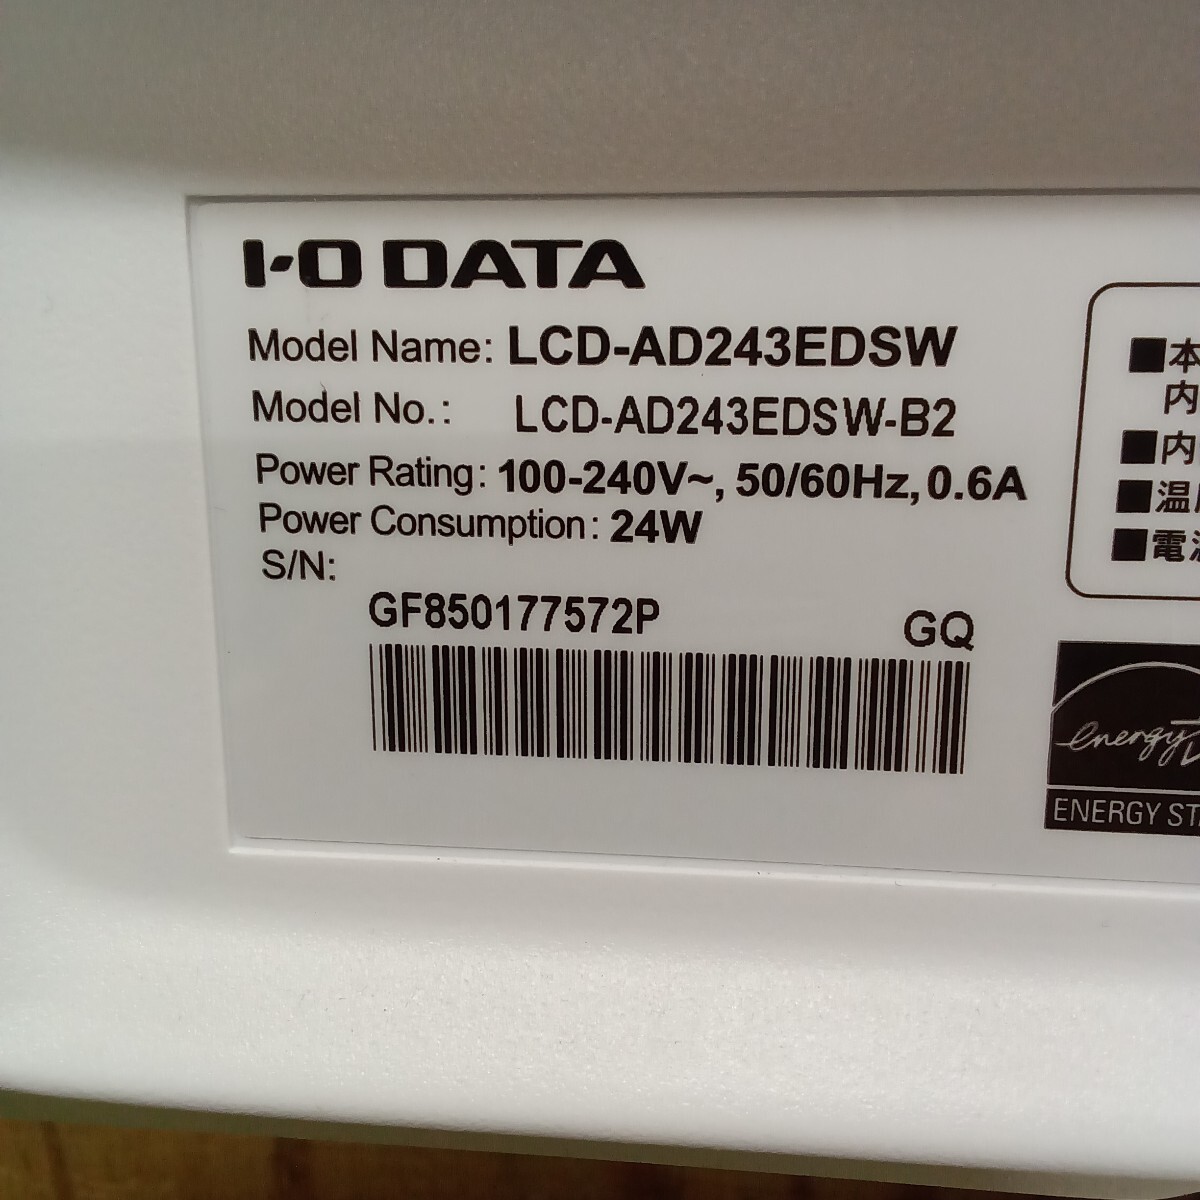 I-O DATA
Model Name: LCD-AD243EDSW
Model No.: LCD-AD243EDSW-B2
Power Rating: 100-240V~, 50/60Hz, 0.6A
Power Consumption: 24W
S/N:
GF850177572P GQ
■本
内
■内
■温
■電
energy
ENERGY